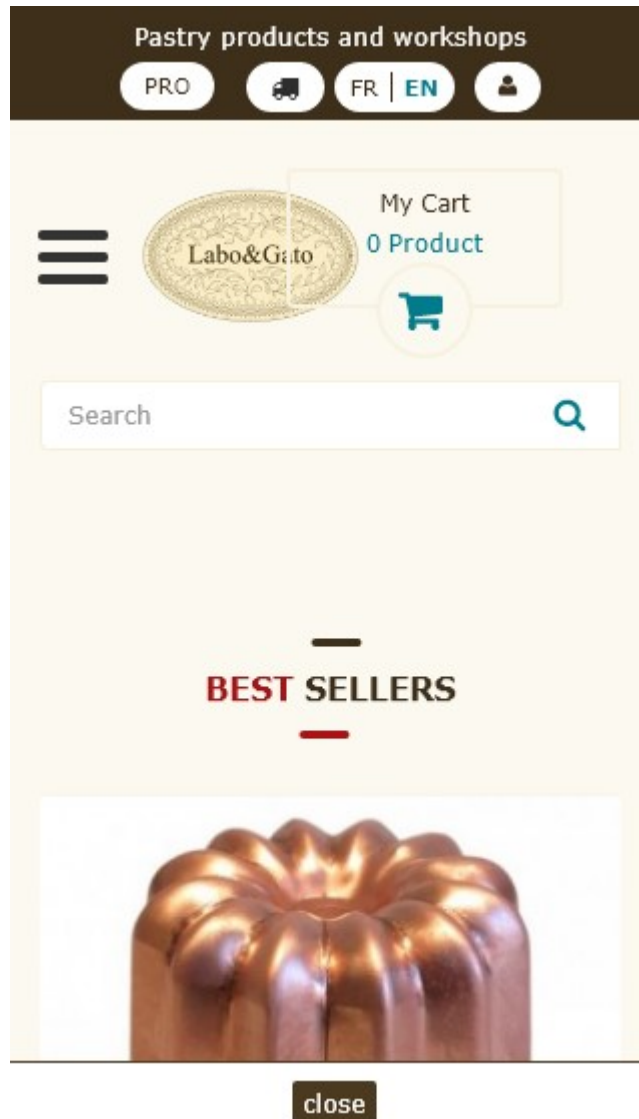 Pastry products and workshops
PRO
FR | EN
Labo&Gato
My Cart
0 Product
Search
BEST SELLERS
close